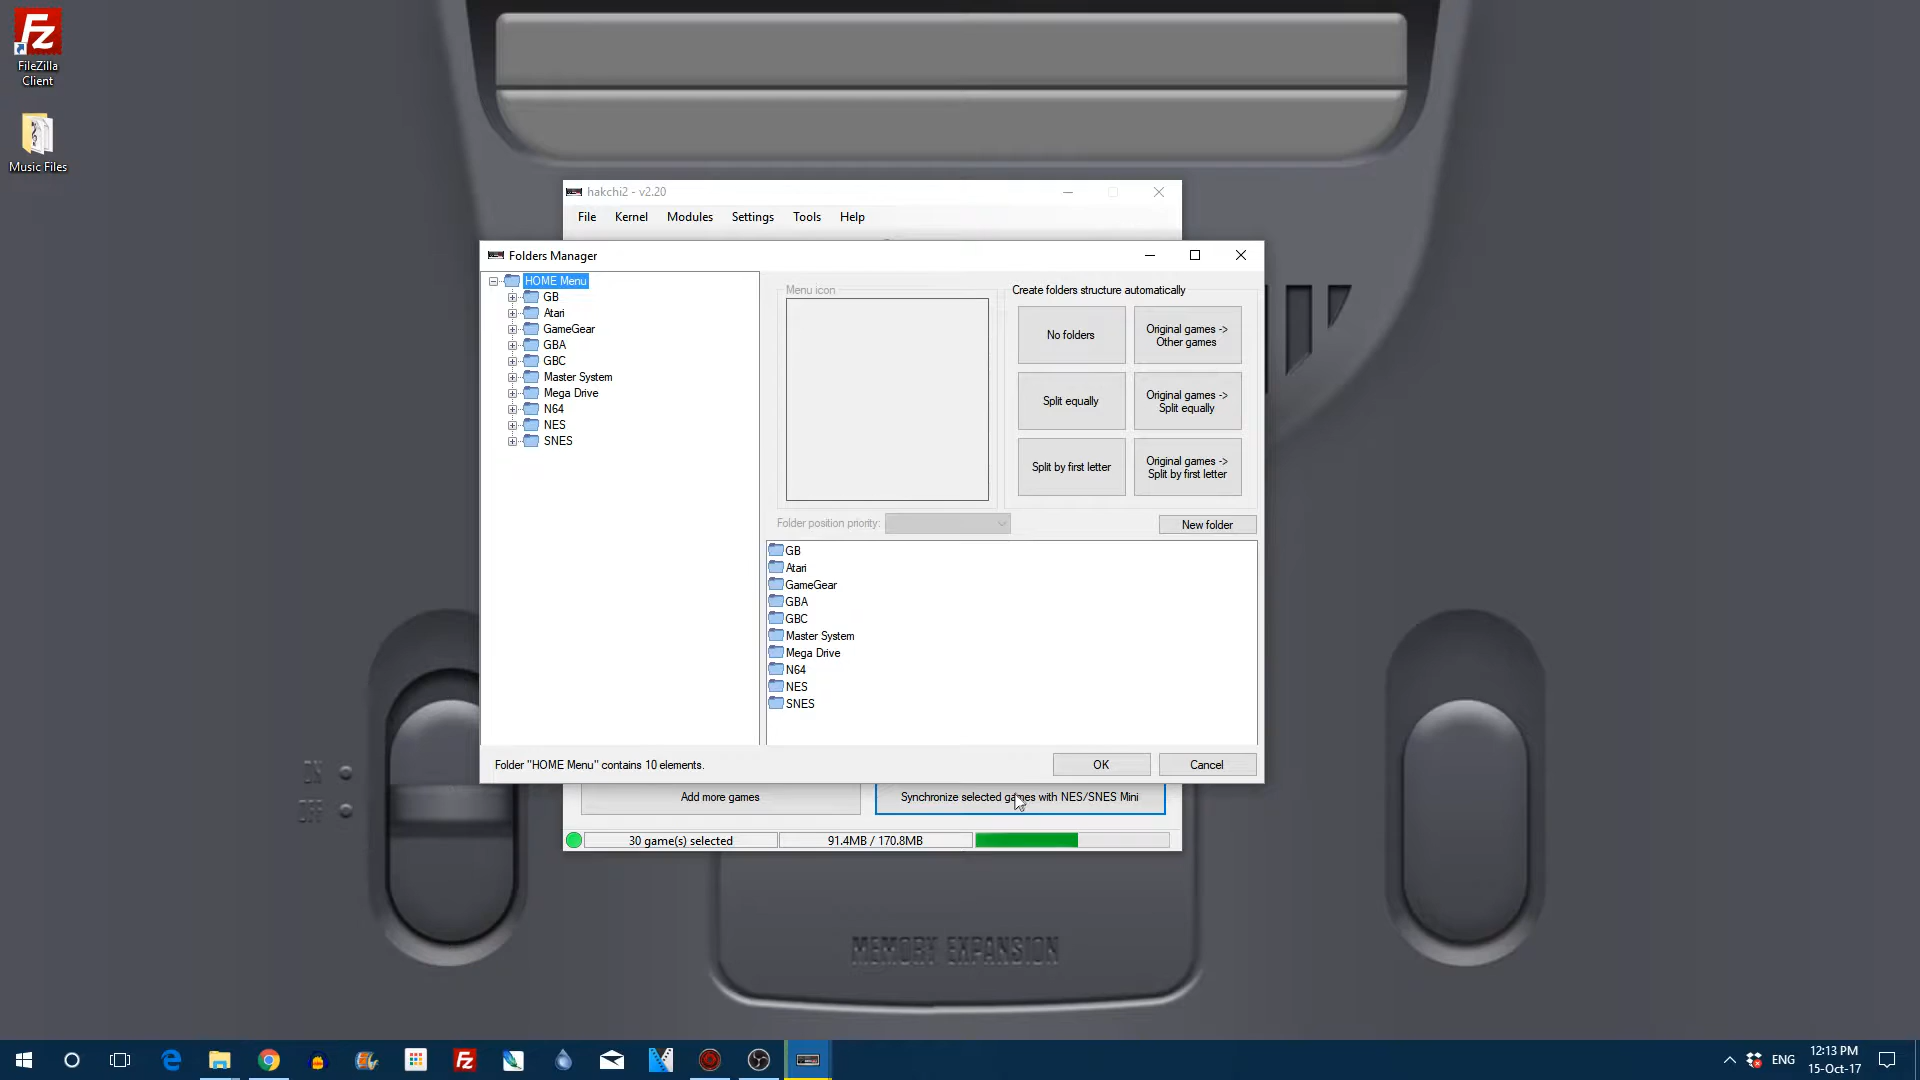 FileZilla
Client
Music Files
hakchi2 - v2.20
File Kernel Modules Settings Tools Help
Folders Manager
HOME Menu
GB
Atari
GameGear
GBA
GBC
Master System
Mega Drive
N64
NES
SNES
Menu icon
Create folders structure automatically
No folders
Original games ->
Other games
Split equally
Original games ->
Split equally
Split by first letter
Original games ->
Split by first letter
Folder position priority:
New folder
GB
Atari
GameGear
GBA
GBC
Master System
Mega Drive
N64
NES
SNES
Folder "HOME Menu" contains 10 elements.
OK
Cancel
Add more games
Synchronize selected games with NES/SNES Mini
30 game(s) selected
91.4MB / 170.8MB
ON
OFF
MEMORY EXPANSION
ENG
12:13 PM
15-Oct-17